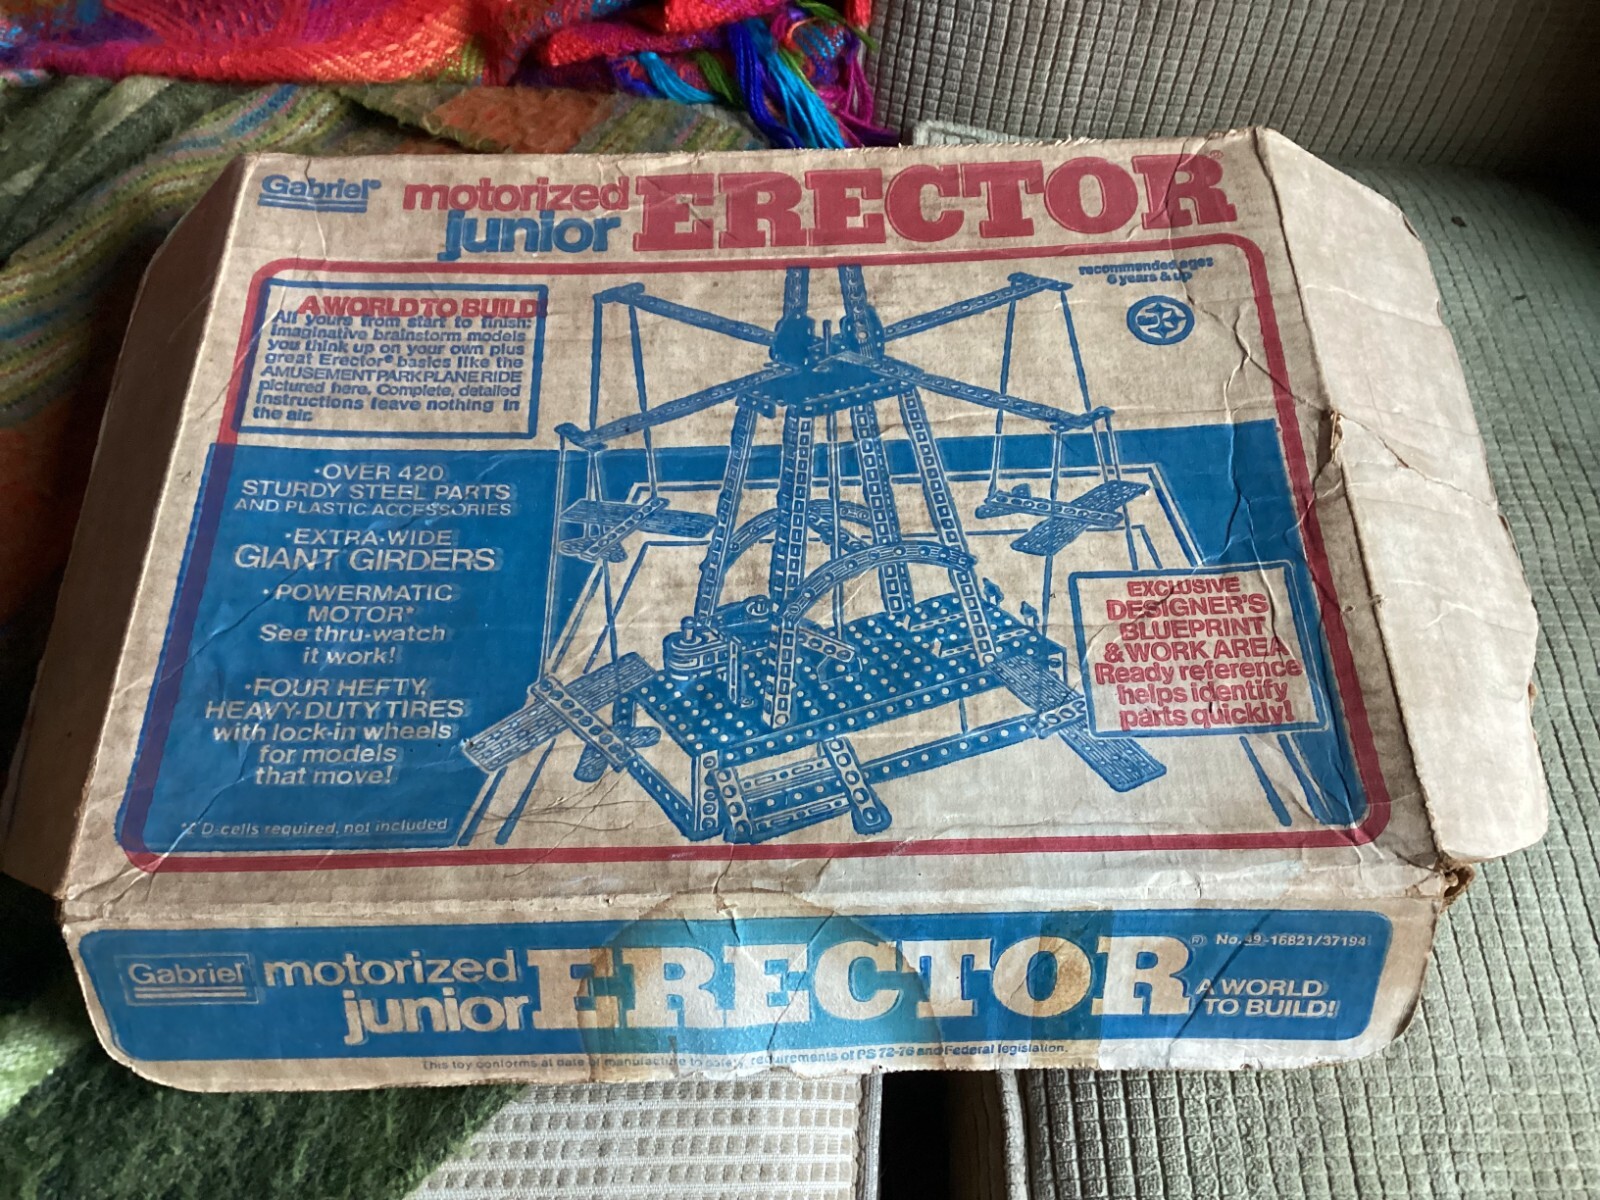 Gabriel®
motorized
junior
ERECTOR®
recommended ages
6 years & up
A WORLD TO BUILD!
All yours from start to finish:
imaginative brainstorm models
you think up on your own plus
great Erector® basics like the
AMUSEMENT PARK PLANE RIDE
pictured here. Complete, detailed
instructions leave nothing in
the air.
•OVER 420
STURDY STEEL PARTS
AND PLASTIC ACCESSORIES
•EXTRA-WIDE
GIANT GIRDERS
•POWERMATIC
MOTOR*
See thru-watch
it work!
•FOUR HEFTY,
HEAVY-DUTY TIRES
with lock-in wheels
for models
that move!
D-cells required, not included
EXCLUSIVE
DESIGNER'S
BLUEPRINT
& WORK AREA
Ready reference
helps identify
parts quickly!
Gabriel
motorized
junior
ERECTOR®
No. 49-16821/37194
A WORLD
TO BUILD!
This toy conforms at date of manufacture to safety requirements of PS 72-76 and Federal legislation.